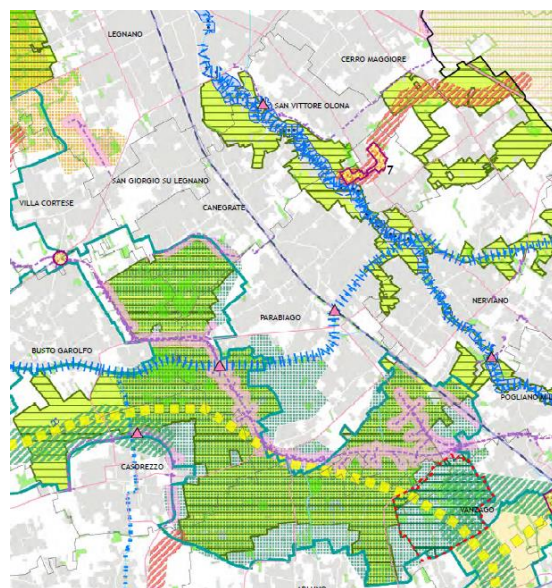 LEGNANO
CERRO MAGGIORE
SAN VITTORE OLONA
7
SAN GIORGIO SU LEGNANO
VILLA CORTESE
CANEGRATE
NERVIANO
PARABIAGO
BUSTO GAROLFO
POGLIANO MI
CASOREZZO
VANZAGO